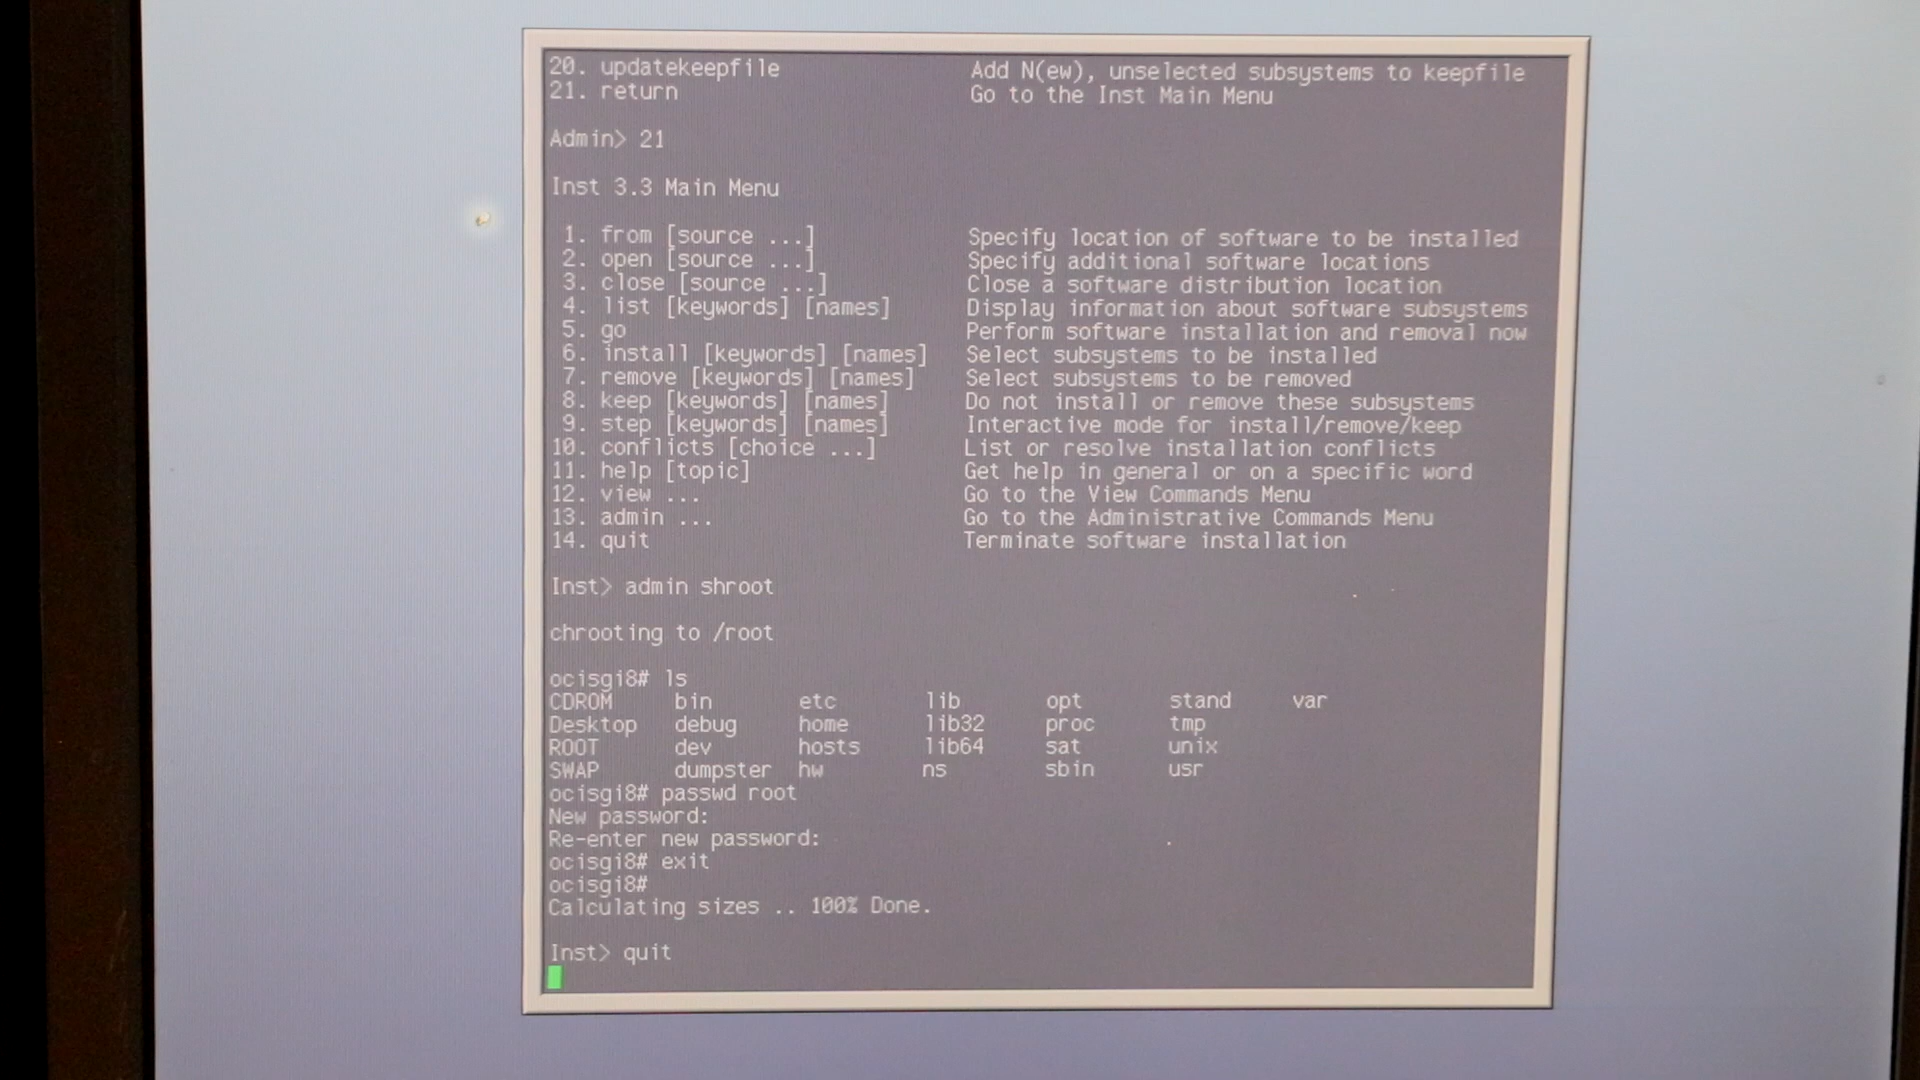 20. updatekeepfile Add N(ew), unselected subsystems to keepfile
21. return Go to the Inst Main Menu
Admin> 21
Inst 3.3 Main Menu
1. from [source ...] Specify location of software to be installed
2. open [source ...] Specify additional software locations
3. close [source ...] Close a software distribution location
4. list [keywords] [names] Display information about software subsystems
5. go Perform software installation and removal now
6. install [keywords] [names] Select subsystems to be installed
7. remove [keywords] [names] Select subsystems to be removed
8. keep [keywords] [names] Do not install or remove these subsystems
9. step [keywords] [names] Interactive mode for install/remove/keep
10. conflicts [choice ...] List or resolve installation conflicts
11. help [topic] Get help in general or on a specific word
12. view ... Go to the View Commands Menu
13. admin ... Go to the Administrative Commands Menu
14. quit Terminate software installation
Inst> admin shroot
chrooting to /root
ocisgi8# ls
CDROM bin etc lib opt stand var
Desktop debug home lib32 proc tmp
ROOT dev hosts lib64 sat unix
SWAP dumpster hw ns sbin usr
ocisgi8# passwd root
New password:
Re-enter new password:
ocisgi8# exit
ocisgi8#
Calculating sizes .. 100% Done.
Inst> quit